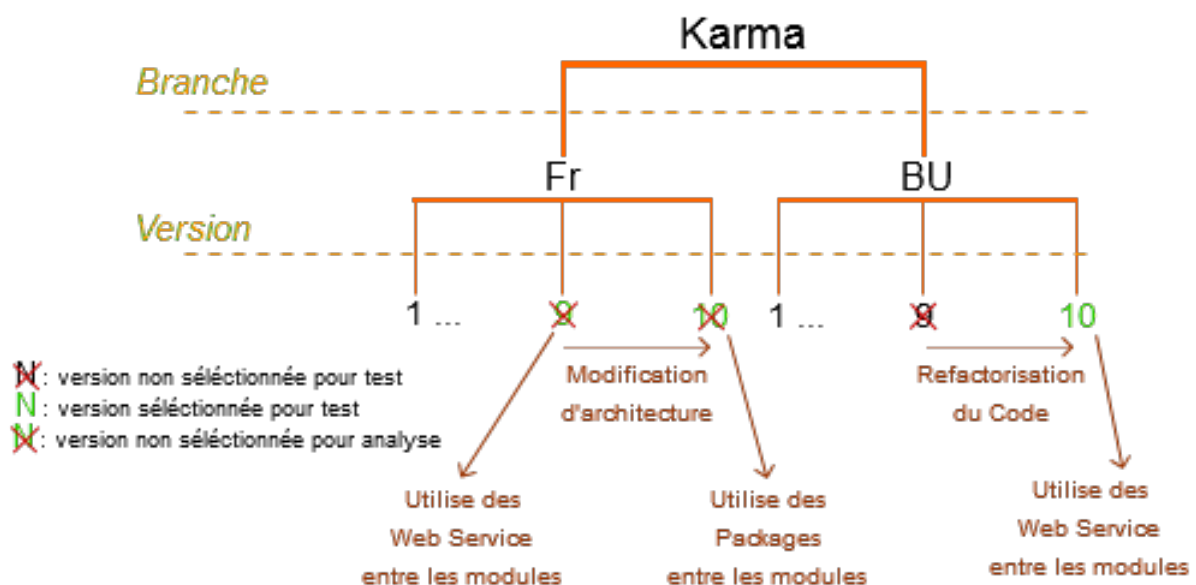 Karma
Branche
Fr
BU
Version
1 ...
9
10
1 ...
9
10
N : version non séléctionnée pour test
N : version séléctionnée pour test
N : version non séléctionnée pour analyse
Modification
d'architecture
Refactorisation
du Code
Utilise des
Web Service
entre les modules
Utilise des
Packages
entre les modules
Utilise des
Web Service
entre les modules